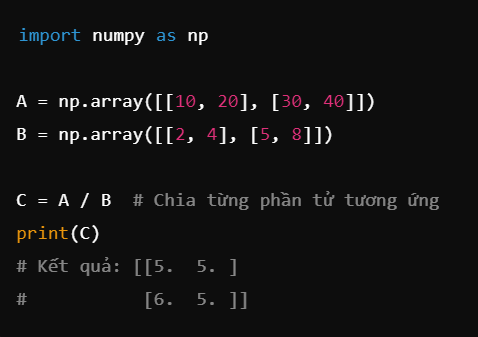 import numpy as np
A = np.array([[10, 20], [30, 40]])
B = np.array([[2, 4], [5, 8]])
C = A / B  # Chia từng phần tử tương ứng
print(C)
# Kết quả: [[5.  5. ]
#           [6.  5. ]]